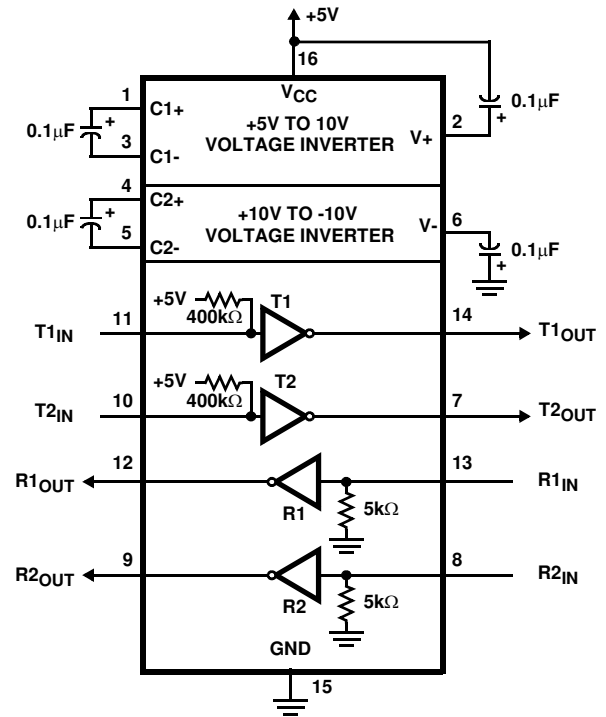 +5V
16
VCC
1
C1+
0.1μF
+
3
C1-
+5V TO 10V
VOLTAGE INVERTER
2
V+
+
0.1μF
4
C2+
0.1μF
+
5
C2-
+10V TO -10V
VOLTAGE INVERTER
6
V-
0.1μF
+
+5V
400kΩ
T1
T1IN
11
14
T1OUT
+5V
400kΩ
T2
T2IN
10
7
T2OUT
R1OUT
12
13
R1IN
R1
5kΩ
R2OUT
9
8
R2IN
R2
5kΩ
GND
15